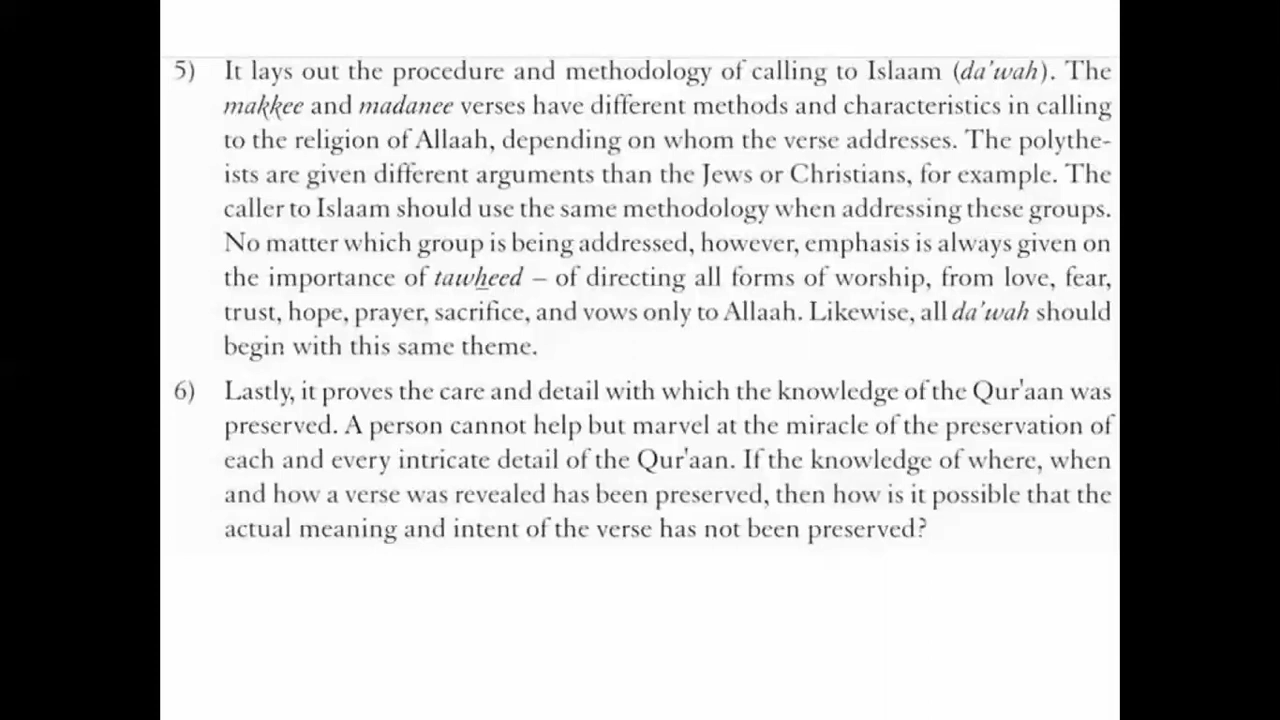 5) It lays out the procedure and methodology of calling to Islaam (da'wah). The
makkee and madanee verses have different methods and characteristics in calling
to the religion of Allaah, depending on whom the verse addresses. The polythe-
ists are given different arguments than the Jews or Christians, for example. The
caller to Islaam should use the same methodology when addressing these groups.
No matter which group is being addressed, however, emphasis is always given on
the importance of tawḥeed – of directing all forms of worship, from love, fear,
trust, hope, prayer, sacrifice, and vows only to Allaah. Likewise, all da'wah should
begin with this same theme.
6) Lastly, it proves the care and detail with which the knowledge of the Qur'aan was
preserved. A person cannot help but marvel at the miracle of the preservation of
each and every intricate detail of the Qur'aan. If the knowledge of where, when
and how a verse was revealed has been preserved, then how is it possible that the
actual meaning and intent of the verse has not been preserved?